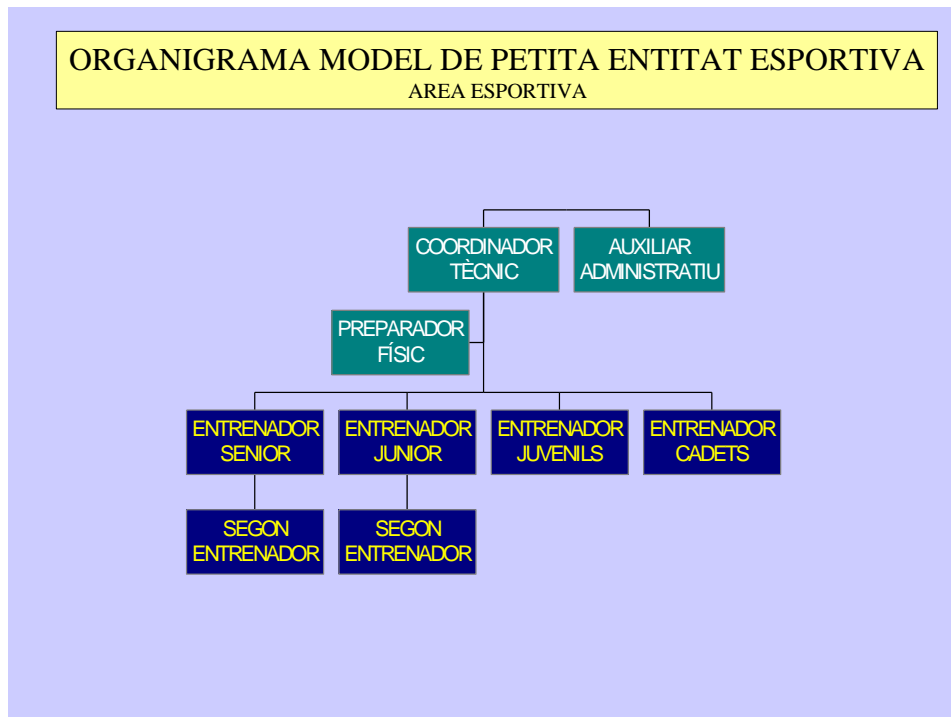 ORGANIGRAMA MODEL DE PETITA ENTITAT ESPORTIVA
AREA ESPORTIVA
COORDINADOR
TÈCNIC
AUXILIAR
ADMINISTRATIU
PREPARADOR
FÍSIC
ENTRENADOR
SENIOR
ENTRENADOR
JUNIOR
ENTRENADOR
JUVENILS
ENTRENADOR
CADETS
SEGON
ENTRENADOR
SEGON
ENTRENADOR